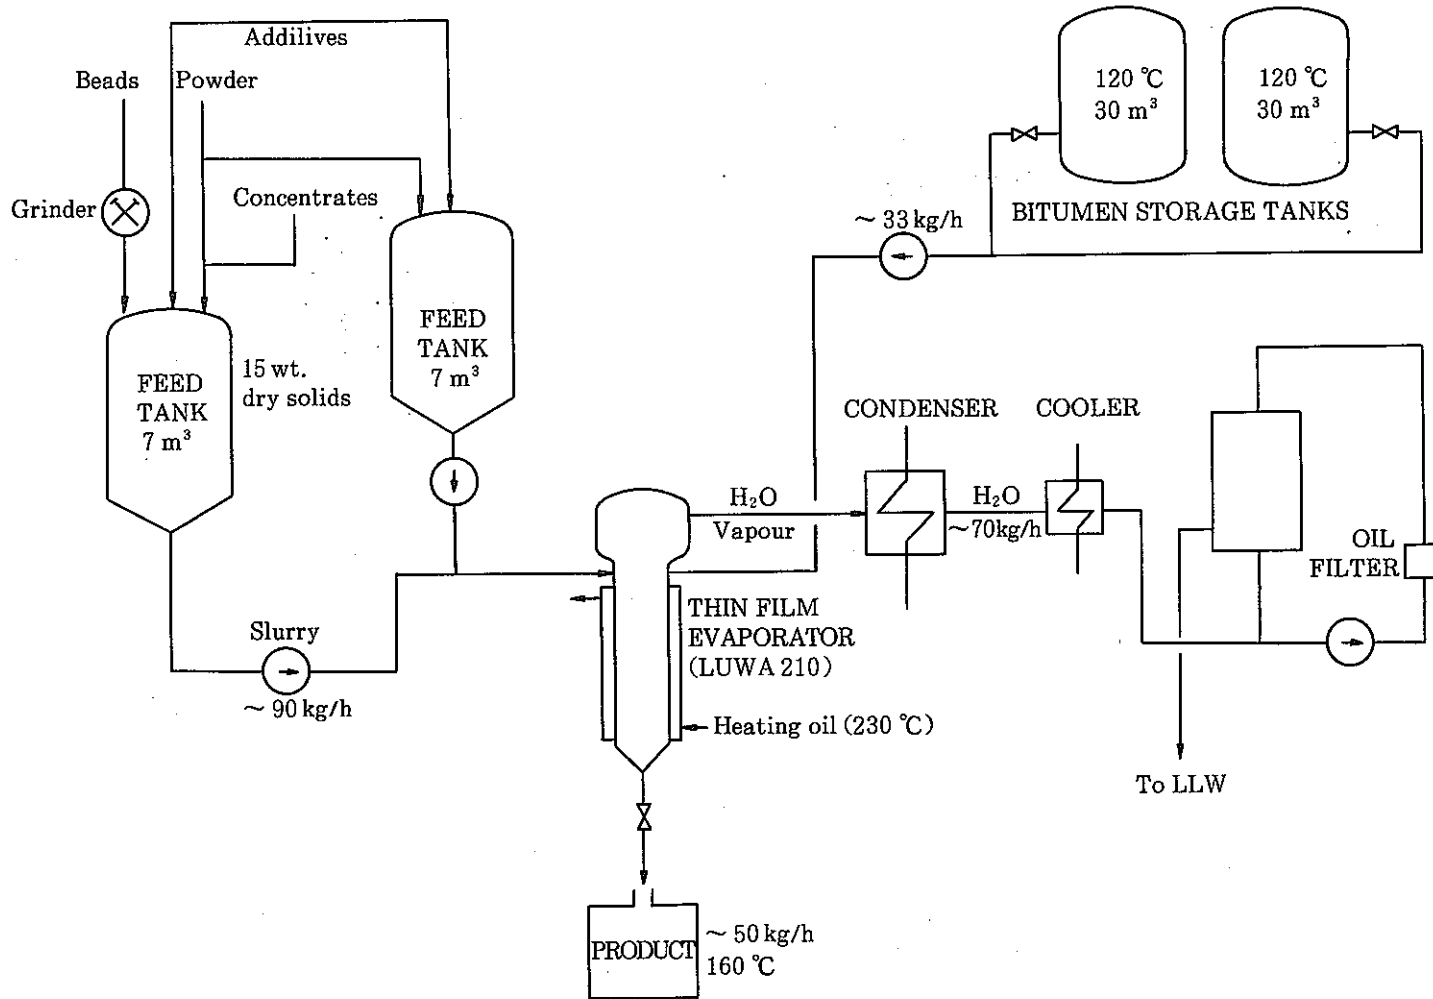 Addilives
Beads
Powder
Grinder
Concentrates
FEED
TANK
7 m³
15 wt.
dry solids
FEED
TANK
7 m³
Slurry
~ 90 kg/h
120 °C
30 m³
120 °C
30 m³
BITUMEN STORAGE TANKS
~ 33 kg/h
CONDENSER
COOLER
H₂O
Vapour
H₂O
~70kg/h
OIL
FILTER
THIN FILM
EVAPORATOR
(LUWA 210)
Heating oil (230 °C)
To LLW
PRODUCT
~ 50 kg/h
160 °C